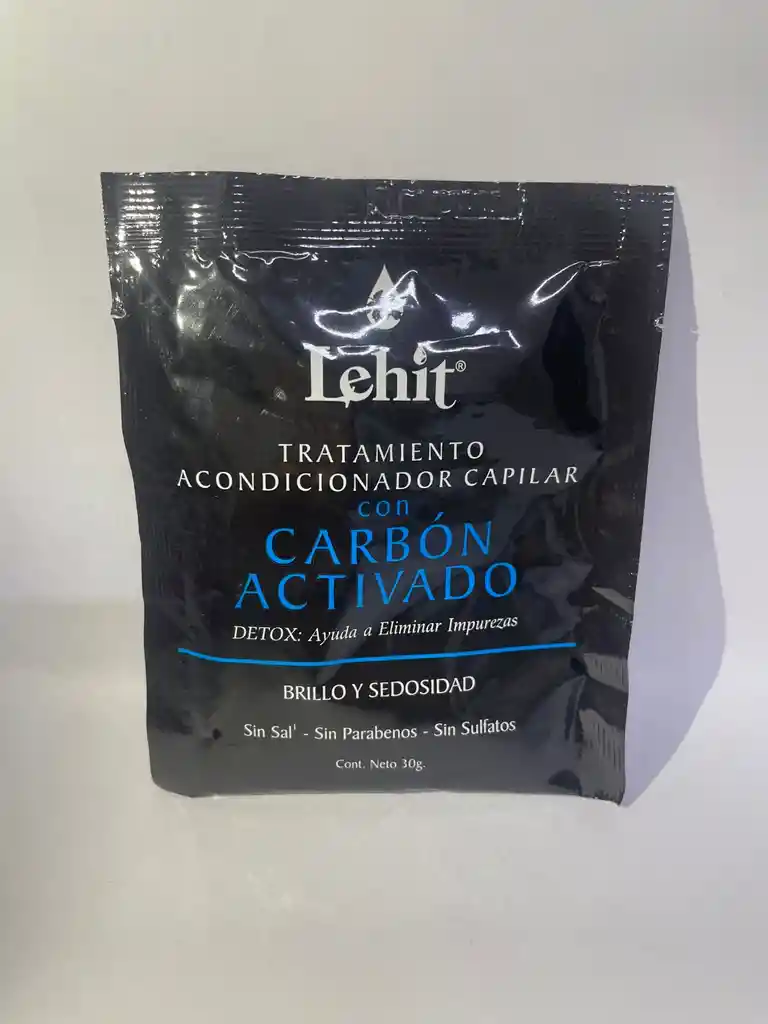 Lehit®
TRATAMIENTO
ACONDICIONADOR CAPILAR
con
CARBÓN
ACTIVADO
DETOX: Ayuda a Eliminar Impurezas
BRILLO Y SEDOSIDAD
Sin Sal¹ - Sin Parabenos - Sin Sulfatos
Cont. Neto 30g.